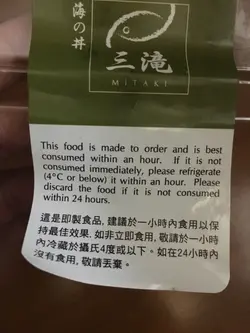 海の丼
三滝
MiTAKi
This food is made to order and is best
consumed within an hour. If it is not
consumed immediately, please refrigerate
(4°C or below) it within an hour. Please
discard the food if it is not consumed
within 24 hours.
這是即製食品, 建議於一小時內食用以保
持最佳效果. 如非立即食用, 敬請於一小時
內冷藏於攝氏4度或以下。如在24小時內
沒有食用, 敬請丟棄。